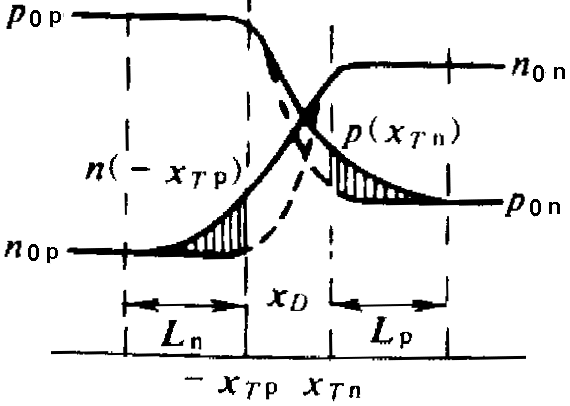 p0p
n0n
p(xTn)
n(- xTp)
p0n
n0p
xD
Ln
Lp
- xTp xTn